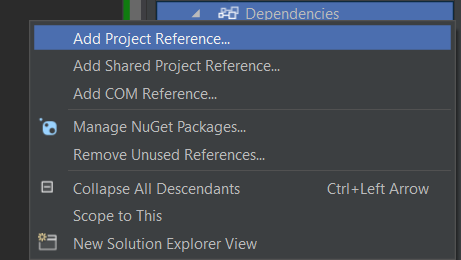 Dependencies
Add Project Reference...
Add Shared Project Reference...
Add COM Reference...
Manage NuGet Packages...
Remove Unused References...
Collapse All Descendants Ctrl+Left Arrow
Scope to This
New Solution Explorer View